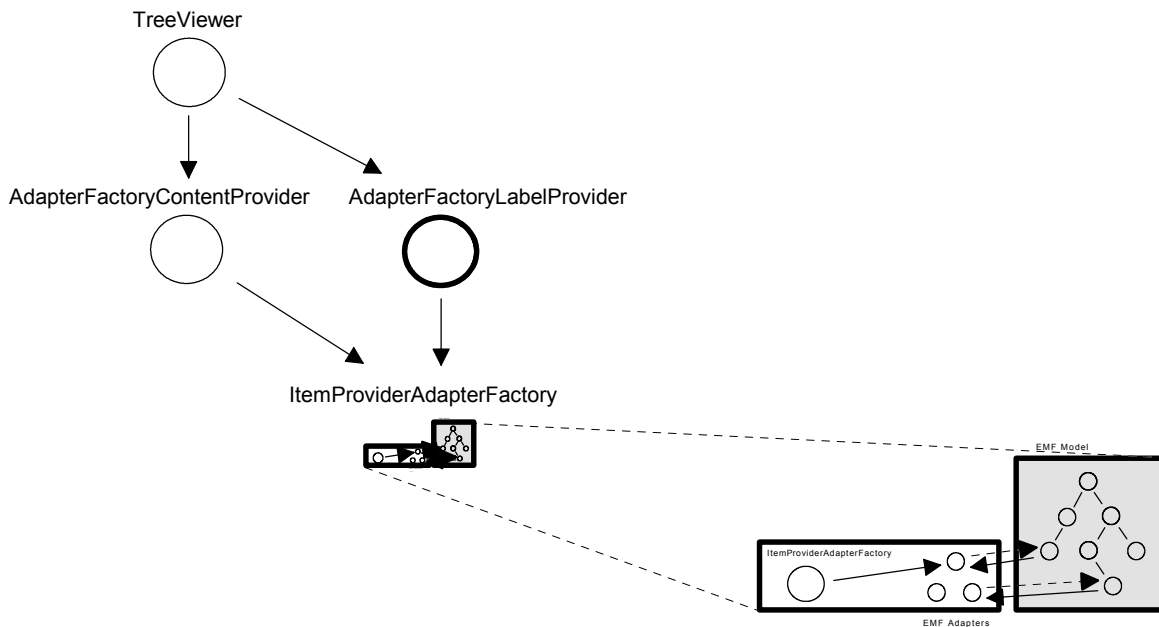 TreeViewer
AdapterFactoryContentProvider
AdapterFactoryLabelProvider
ItemProviderAdapterFactory
EMF Model
ItemProviderAdapterFactory
EMF Adapters